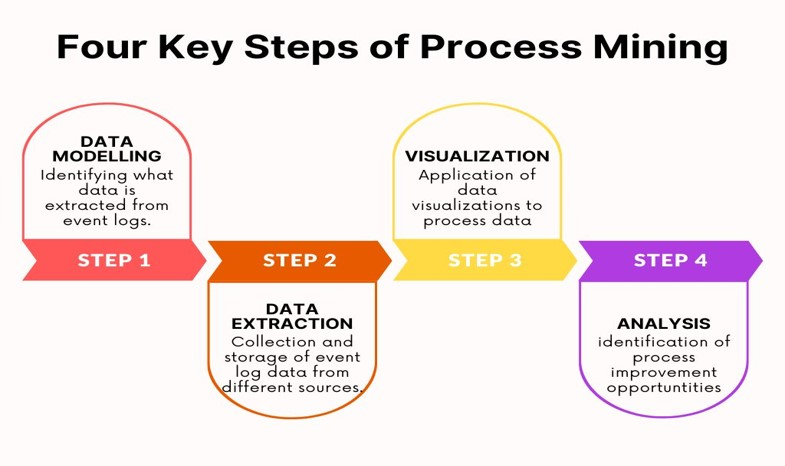 Four Key Steps of Process Mining
DATA
MODELLING
Identifying what
data is
extracted from
event logs.
STEP 1
STEP 2
DATA
EXTRACTION
Collection and
storage of event
log data from
different sources.
VISUALIZATION
Application of
data
visualizations to
process data
STEP 3
STEP 4
ANALYSIS
identification of
process
improvement
opportuntities